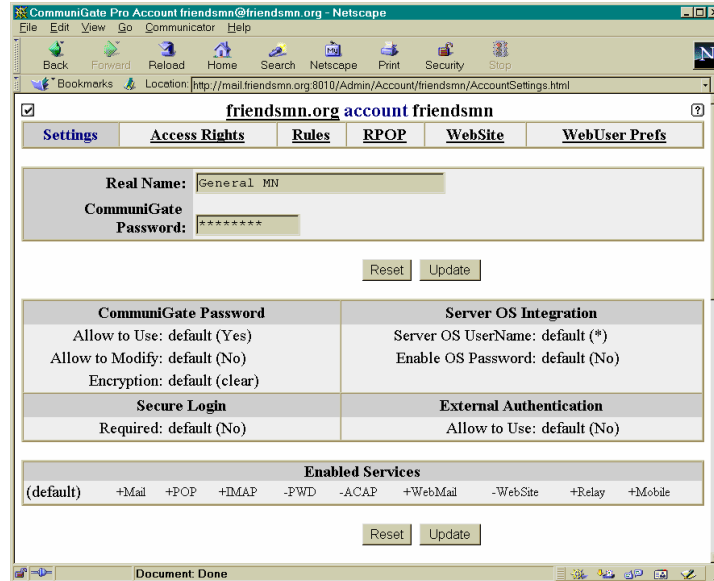 CommuniGate Pro Account friendsmn@friendsmn.org - Netscape
File Edit View Go Communicator Help
Back Forward Reload Home Search Netscape Print Security Stop
Bookmarks Location: http://mail.friendsmn.org:8010/Admin/Account/friendsmn/AccountSettings.html
friendsmn.org account friendsmn
Settings Access Rights Rules RPOP WebSite WebUser Prefs
Real Name: General MN
CommuniGate
Password: ********
Reset Update
CommuniGate Password Server OS Integration
Allow to Use: default (Yes) Server OS UserName: default (*)
Allow to Modify: default (No) Enable OS Password: default (No)
Encryption: default (clear)
Secure Login External Authentication
Required: default (No) Allow to Use: default (No)
Enabled Services
(default) +Mail +POP +IMAP -PWD -ACAP +WebMail -WebSite +Relay +Mobile
Reset Update
Document: Done